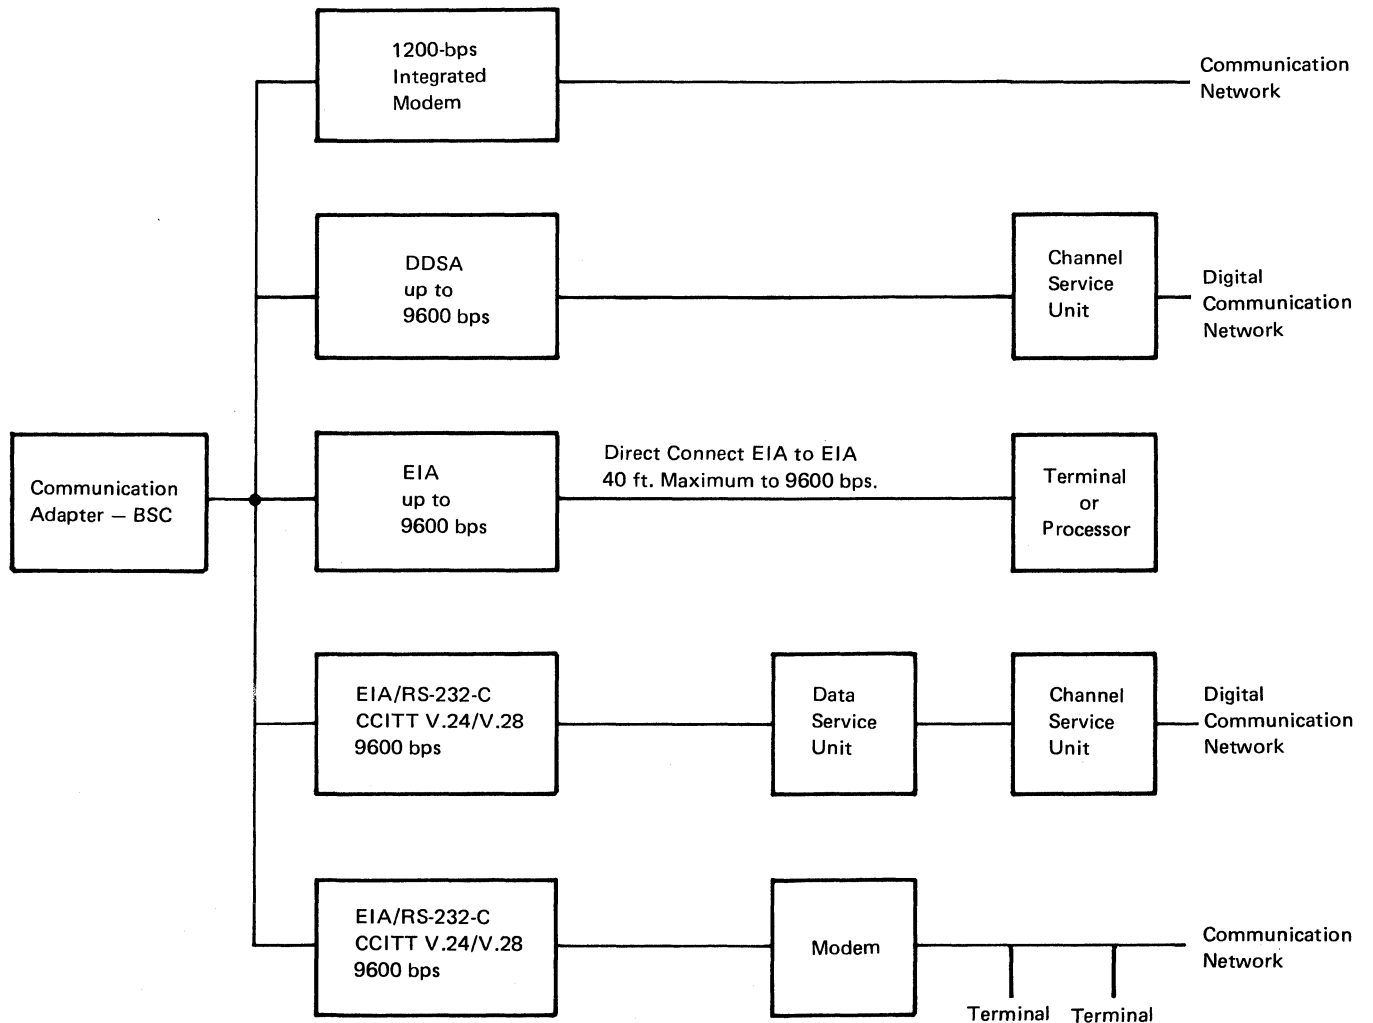 1200-bps
Integrated
Modem
Communication
Network
DDSA
up to
9600 bps
Channel
Service
Unit
Digital
Communication
Network
Communication
Adapter — BSC
EIA
up to
9600 bps
Direct Connect EIA to EIA
40 ft. Maximum to 9600 bps.
Terminal
or
Processor
EIA/RS-232-C
CCITT V.24/V.28
9600 bps
Data
Service
Unit
Channel
Service
Unit
Digital
Communication
Network
EIA/RS-232-C
CCITT V.24/V.28
9600 bps
Modem
Communication
Network
Terminal
Terminal